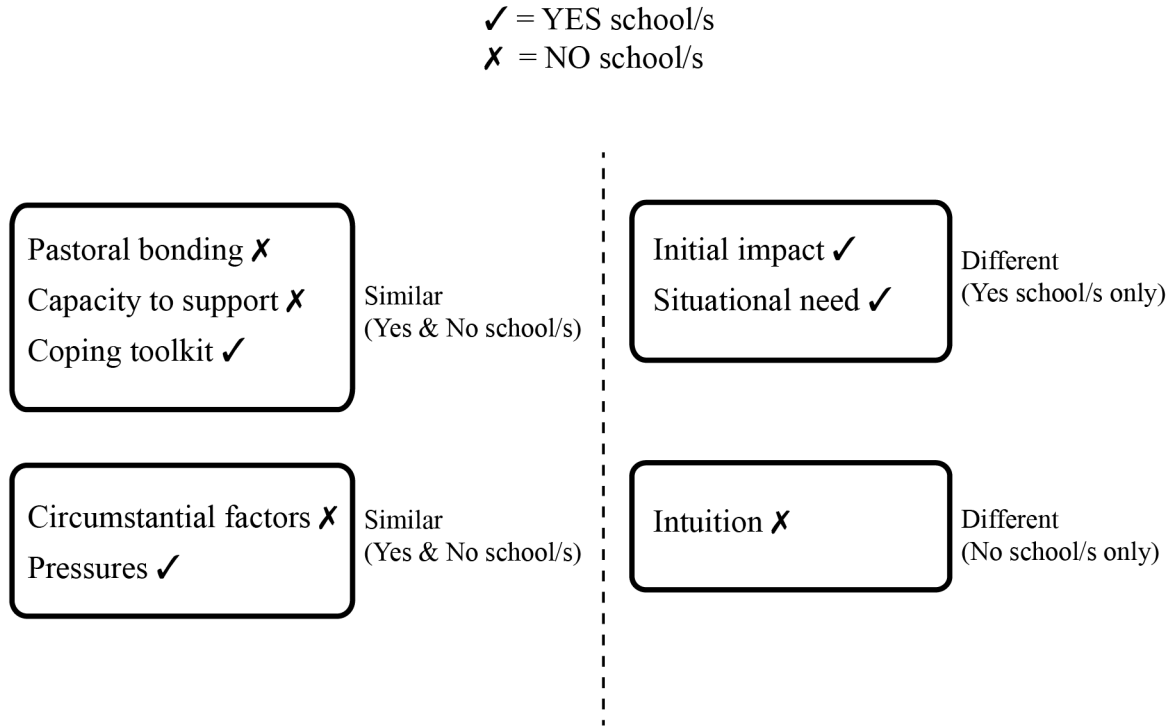 ✓ = YES school/s
✗ = NO school/s
Pastoral bonding ✗
Capacity to support ✗
Coping toolkit ✓
Similar
(Yes & No school/s)
Initial impact ✓
Situational need ✓
Different
(Yes school/s only)
Circumstantial factors ✗
Pressures ✓
Similar
(Yes & No school/s)
Intuition ✗
Different
(No school/s only)